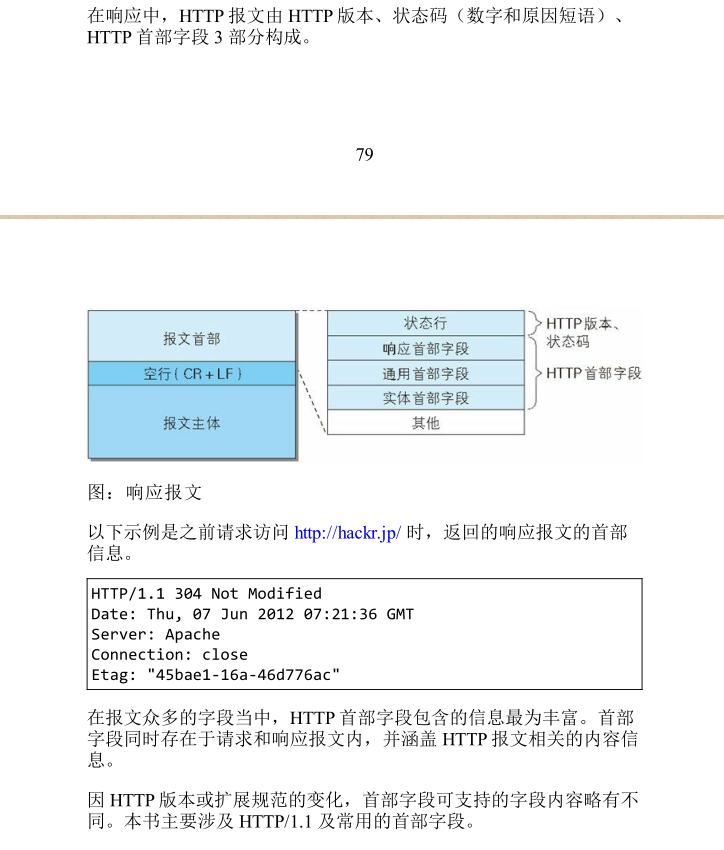 在响应中，HTTP 报文由 HTTP 版本、状态码（数字和原因短语）、
HTTP 首部字段 3 部分构成。
79
报文首部
空行( CR + LF )
报文主体
状态行
响应首部字段
通用首部字段
实体首部字段
其他
HTTP版本、
状态码
HTTP首部字段
图：响应报文
以下示例是之前请求访问 http://hackr.jp/ 时，返回的响应报文的首部
信息。
HTTP/1.1 304 Not Modified
Date: Thu, 07 Jun 2012 07:21:36 GMT
Server: Apache
Connection: close
Etag: "45bae1-16a-46d776ac"
在报文众多的字段当中，HTTP 首部字段包含的信息最为丰富。首部
字段同时存在于请求和响应报文内，并涵盖 HTTP 报文相关的内容信
息。
因 HTTP 版本或扩展规范的变化，首部字段可支持的字段内容略有不
同。本书主要涉及 HTTP/1.1 及常用的首部字段。